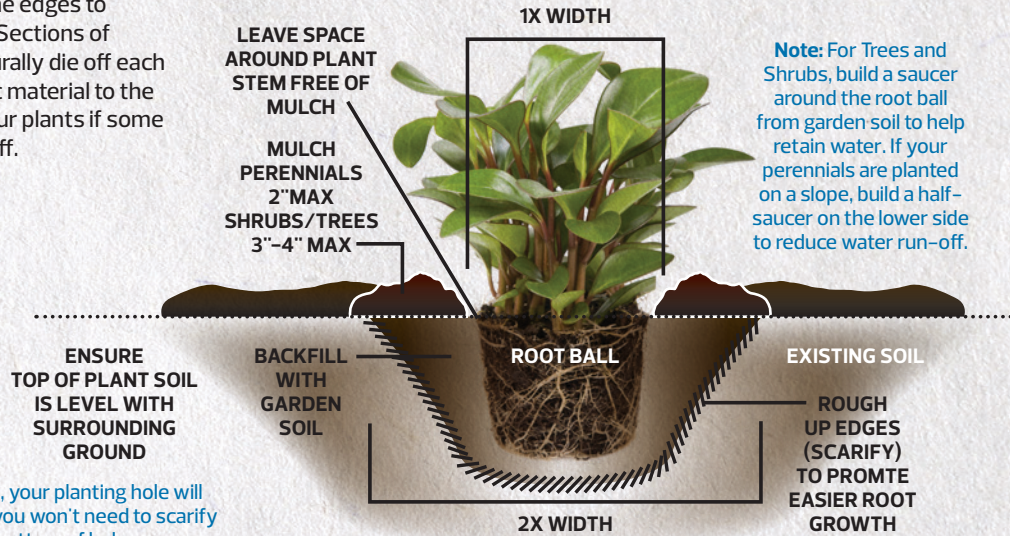 e edges to
Sections of
rally die off each
t material to the
ur plants if some
ff.
LEAVE SPACE
AROUND PLANT
STEM FREE OF
MULCH
MULCH
PERENNIALS
2"MAX
SHRUBS/TREES
3"-4" MAX
1X WIDTH
Note: For Trees and
Shrubs, build a saucer
around the root ball
from garden soil to help
retain water. If your
perennials are planted
on a slope, build a half-
saucer on the lower side
to reduce water run-off.
ENSURE
TOP OF PLANT SOIL
IS LEVEL WITH
SURROUNDING
GROUND
BACKFILL
WITH
GARDEN
SOIL
ROOT BALL
EXISTING SOIL
ROUGH
UP EDGES
(SCARIFY)
TO PROMTE
EASIER ROOT
GROWTH
2X WIDTH
, your planting hole will
you won't need to scarify